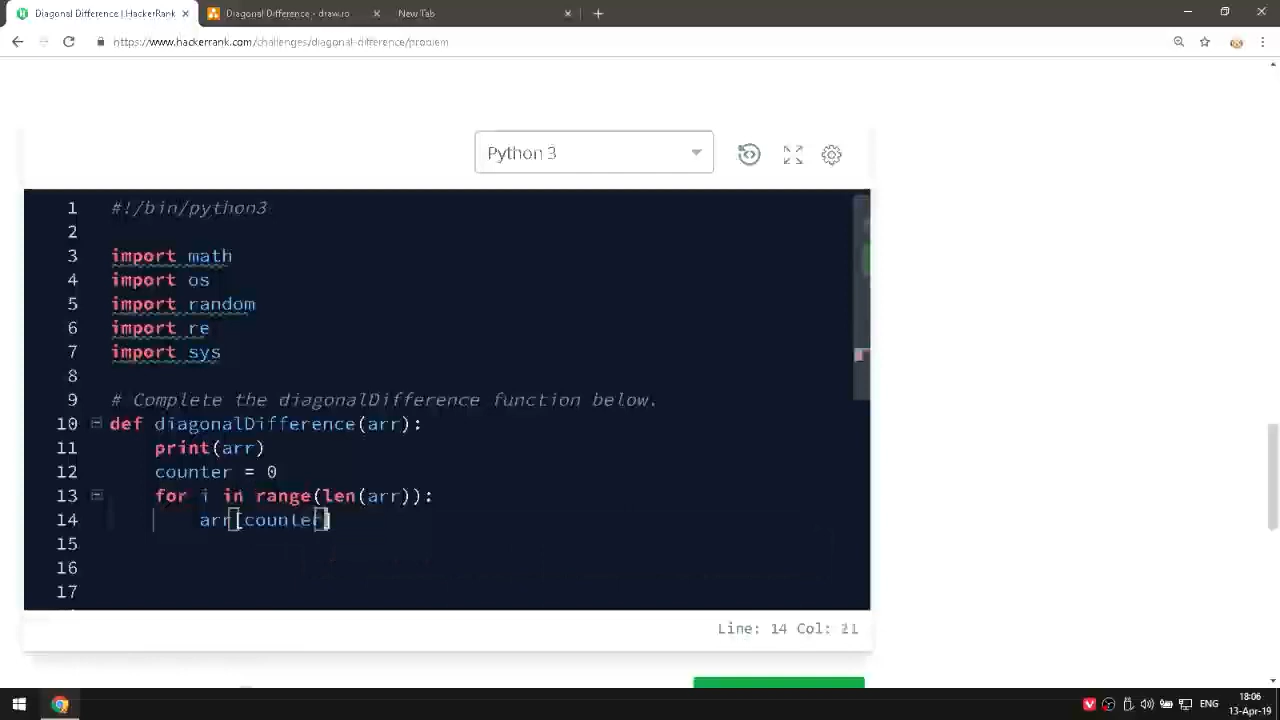 Diagonal Difference | HackerRank
Diagonal Difference - draw.io
New Tab
https://www.hackerrank.com/challenges/diagonal-difference/problem
Python 3
1 #!/bin/python3
2
3 import math
4 import os
5 import random
6 import re
7 import sys
8
9 # Complete the diagonalDifference function below.
10 def diagonalDifference(arr):
11 print(arr)
12 counter = 0
13 for i in range(len(arr)):
14 arr[counter]
15
16
17
Line: 14 Col: 21
ENG
18:06
13-Apr-19